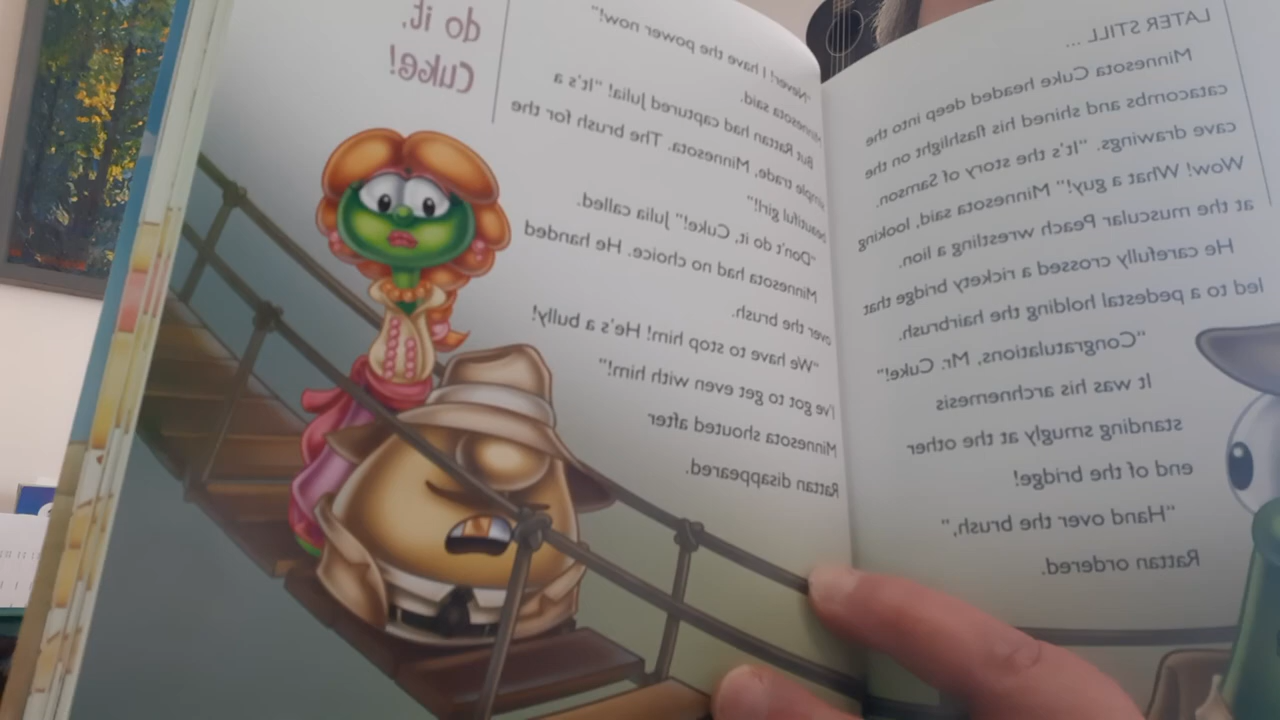 LATER STILL ...
Minnesota Cuke headed deep into the
catacombs and shined his flashlight on the
cave drawings. "It's the story of Samson.
Wow! What a guy!" Minnesota said, looking
at the muscular Peach wrestling a lion.
He carefully crossed a rickety bridge that
led to a pedestal holding the hairbrush.
"Congratulations, Mr. Cuke!"
It was his archnemesis
standing smugly at the other
end of the bridge!
"Hand over the brush,"
Rattan ordered.
"Never! I have the power now!"
Minnesota said.
But Rattan had captured Julia! "It's a
simple trade, Minnesota. The brush for the
beautiful girl!"
"Don't do it, Cuke!" Julia called.
Minnesota had no choice. He handed
over the brush.
"We have to stop him! He's a bully!
I've got to get even with him!"
Minnesota shouted after
Rattan disappeared.
do it,
Cuke!